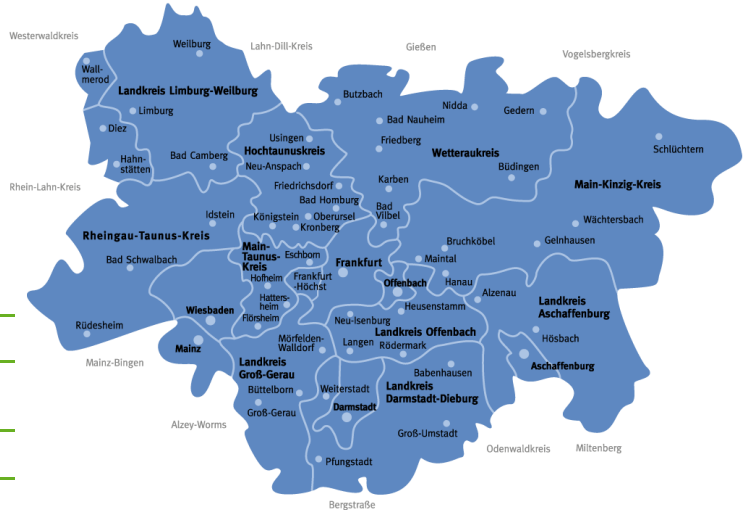 Westerwaldkreis
Weilburg
Lahn-Dill-Kreis
Gießen
Vogelsbergkreis
Wall-
merod
Landkreis Limburg-Weilburg
Butzbach
Nidda
Gedern
Limburg
Bad Nauheim
Diez
Usingen
Friedberg
Hochtaunuskreis
Wetteraukreis
Schlüchtern
Hahn-
stätten
Bad Camberg
Neu-Anspach
Büdingen
Rhein-Lahn-Kreis
Friedrichsdorf
Karben
Main-Kinzig-Kreis
Bad Homburg
Bad
Vilbel
Idstein
Königstein
Oberursel
Kronberg
Wächtersbach
Rheingau-Taunus-Kreis
Main-
Taunus-
Kreis
Eschborn
Frankfurt
Bruchköbel
Gelnhausen
Maintal
Bad Schwalbach
Hofheim
Frankfurt
-Höchst
Offenbach
Hanau
Alzenau
Hatters-
heim
Heusenstamm
Landkreis
Aschaffenburg
Wiesbaden
Flörsheim
Neu-Isenburg
Rüdesheim
Landkreis Offenbach
Hösbach
Mainz
Mörfelden-
Walldorf
Langen
Rödermark
Mainz-Bingen
Landkreis
Groß-Gerau
Babenhausen
Aschaffenburg
Büttelborn
Weiterstadt
Landkreis
Darmstadt-Dieburg
Groß-Gerau
Darmstadt
Alzey-Worms
Groß-Umstadt
Odenwaldkreis
Miltenberg
Pfungstadt
Bergstraße